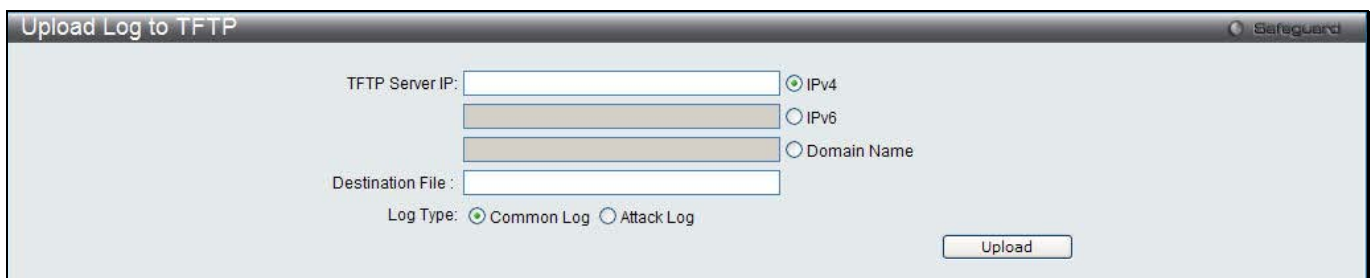 Upload Log to TFTP
Safeguard
TFTP Server IP: IPv4
IPv6
Domain Name
Destination File :
Log Type: Common Log Attack Log
Upload